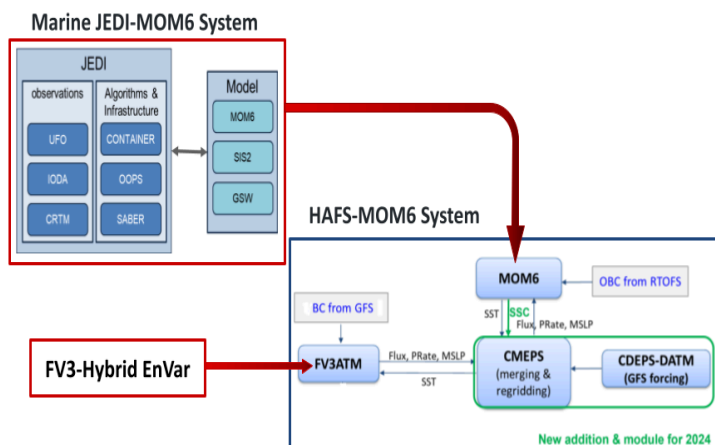 Marine JEDI-MOM6 System
JEDI
observations
UFO
IODA
CRTM
Algorithms &
Infrastructure
CONTAINER
OOPS
SABER
Model
MOM6
SIS2
GSW
HAFS-MOM6 System
MOM6
OBC from RTOFS
BC from GFS
SST
SSC
Flux, PRate, MSLP
FV3-Hybrid EnVar
FV3ATM
Flux, PRate, MSLP
SST
CMEPS
(merging &
regridding)
CDEPS-DATM
(GFS forcing)
New addition & module for 2024